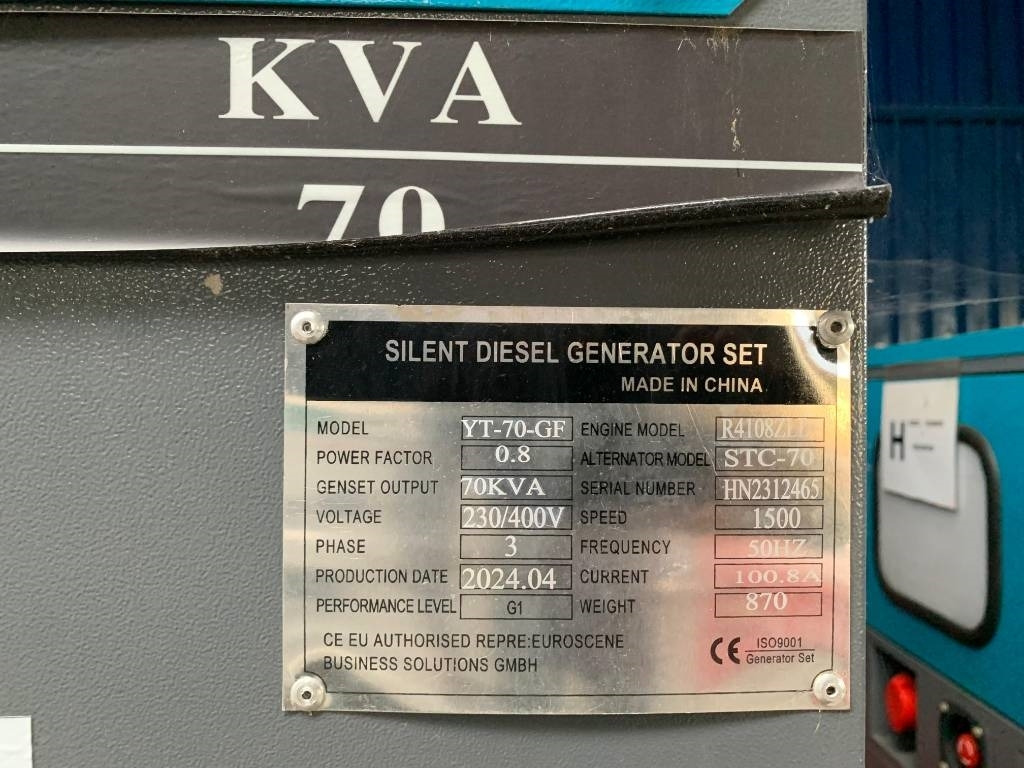 KVA
70
SILENT DIESEL GENERATOR SET
MADE IN CHINA
MODEL YT-70-GF ENGINE MODEL
POWER FACTOR 0.8 ALTERNATOR MODEL STC-70
GENSET OUTPUT 70KVA SERIAL NUMBER HN2312465
VOLTAGE 230/400V SPEED 1500
PHASE 3 FREQUENCY 50HZ
PRODUCTION DATE 2024.04 CURRENT 100.8A
PERFORMANCE LEVEL G1 WEIGHT 870
CE EU AUTHORISED REPRE:EUROSCENE
BUSINESS SOLUTIONS GMBH
CE ISO9001
Generator Set
H